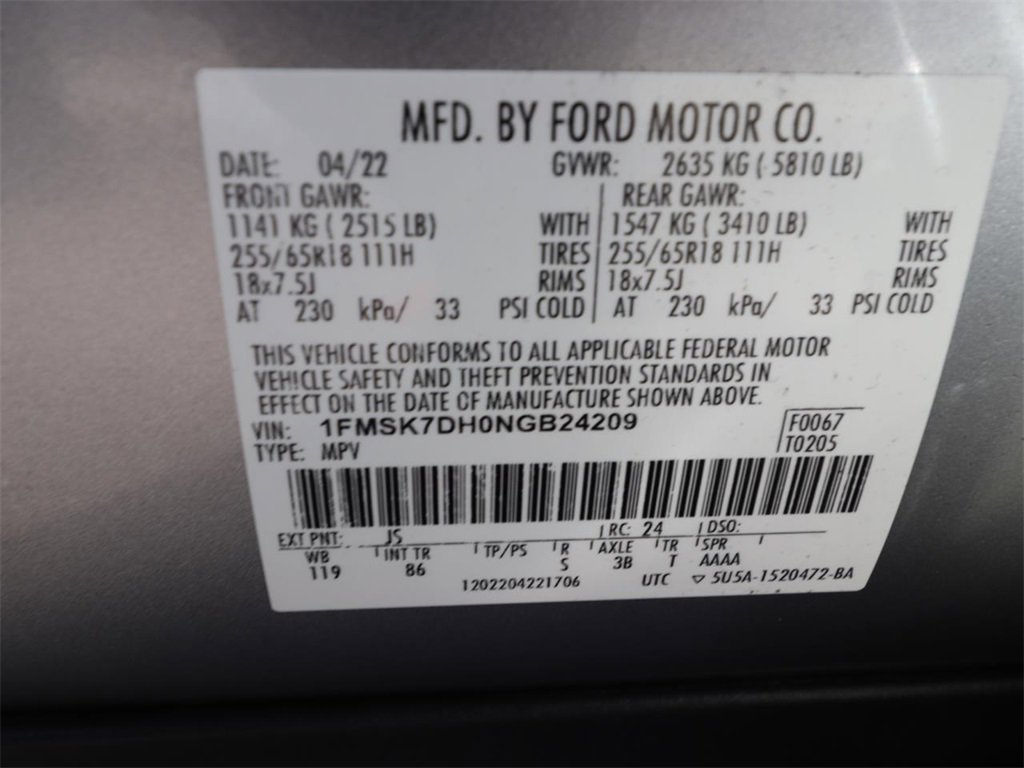 MFD. BY FORD MOTOR CO.
DATE: 04/22 GVWR: 2635 KG ( 5810 LB)
FRONT GAWR: REAR GAWR:
1141 KG ( 2515 LB) WITH 1547 KG ( 3410 LB) WITH
255/65R18 111H TIRES 255/65R18 111H TIRES
18x7.5J RIMS 18x7.5J RIMS
AT 230 kPa/ 33 PSI COLD AT 230 kPa/ 33 PSI COLD
THIS VEHICLE CONFORMS TO ALL APPLICABLE FEDERAL MOTOR
VEHICLE SAFETY AND THEFT PREVENTION STANDARDS IN
EFFECT ON THE DATE OF MANUFACTURE SHOWN ABOVE.
VIN: 1FMSK7DH0NGB24209 F0067
TYPE: MPV T0205
EXT PNT: JS RC: 24 DSO:
WB INT TR TP/PS R AXLE TR SPR
119 86 S 3B T AAAA
1202204221706 UTC ▽ 5U5A-1520472-BA